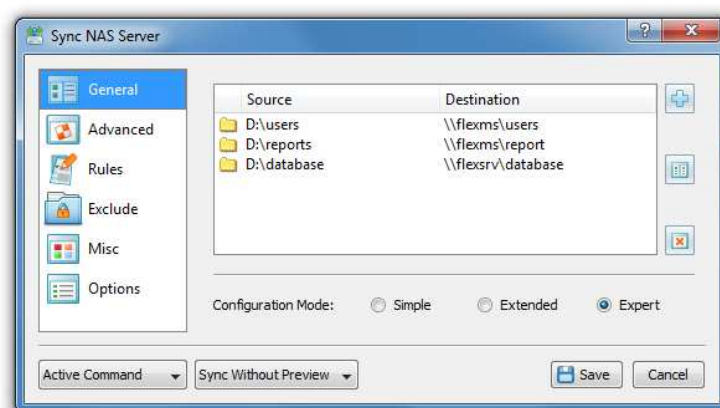 Sync NAS Server
General
Advanced
Rules
Exclude
Misc
Options
Source Destination
D:\users \\flexms\users
D:\reports \\flexms\report
D:\database \\flexsrv\database
Configuration Mode: Simple Extended Expert
Active Command Sync Without Preview Save Cancel